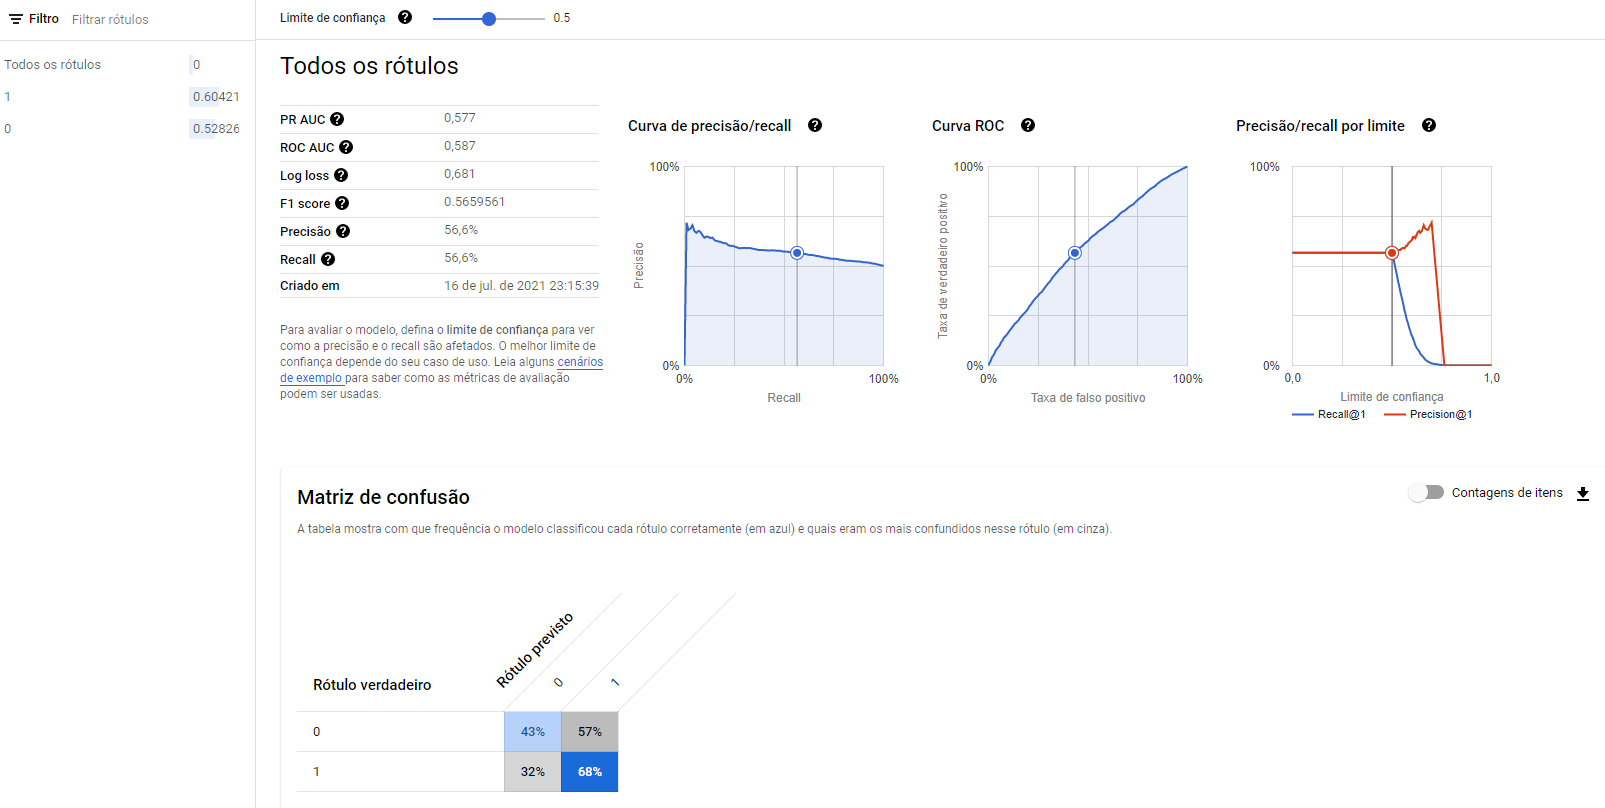 Filtro Filtrar rótulos
Limite de confiança 0.5
Todos os rótulos 0
1 0.60421
0 0.52826
Todos os rótulos
PR AUC 0,577
ROC AUC 0,587
Log loss 0,681
F1 score 0.5659561
Precisão 56,6%
Recall 56,6%
Criado em 16 de jul. de 2021 23:15:39
Para avaliar o modelo, defina o limite de confiança para ver
como a precisão e o recall são afetados. O melhor limite de
confiança depende do seu caso de uso. Leia alguns cenários
de exemplo para saber como as métricas de avaliação
podem ser usadas.
Curva de precisão/recall
100%
Precisão
0%
0% 100%
Recall
Curva ROC
100%
Taxa de verdadeiro positivo
0%
0% 100%
Taxa de falso positivo
Precisão/recall por limite
100%
0%
0,0 1,0
Limite de confiança
Recall@1 Precision@1
Matriz de confusão
Contagens de itens
A tabela mostra com que frequência o modelo classificou cada rótulo corretamente (em azul) e quais eram os mais confundidos nesse rótulo (em cinza).
Rótulo previsto
Rótulo verdadeiro 0 1
0 43% 57%
1 32% 68%